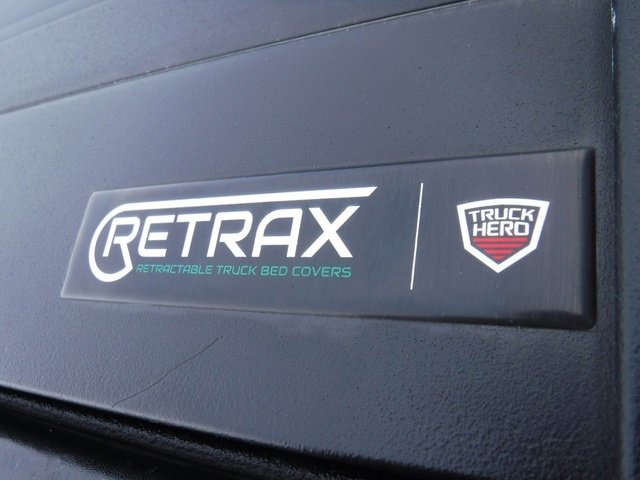 RETRAX
RETRACTABLE TRUCK BED COVERS
TRUCK
HERO